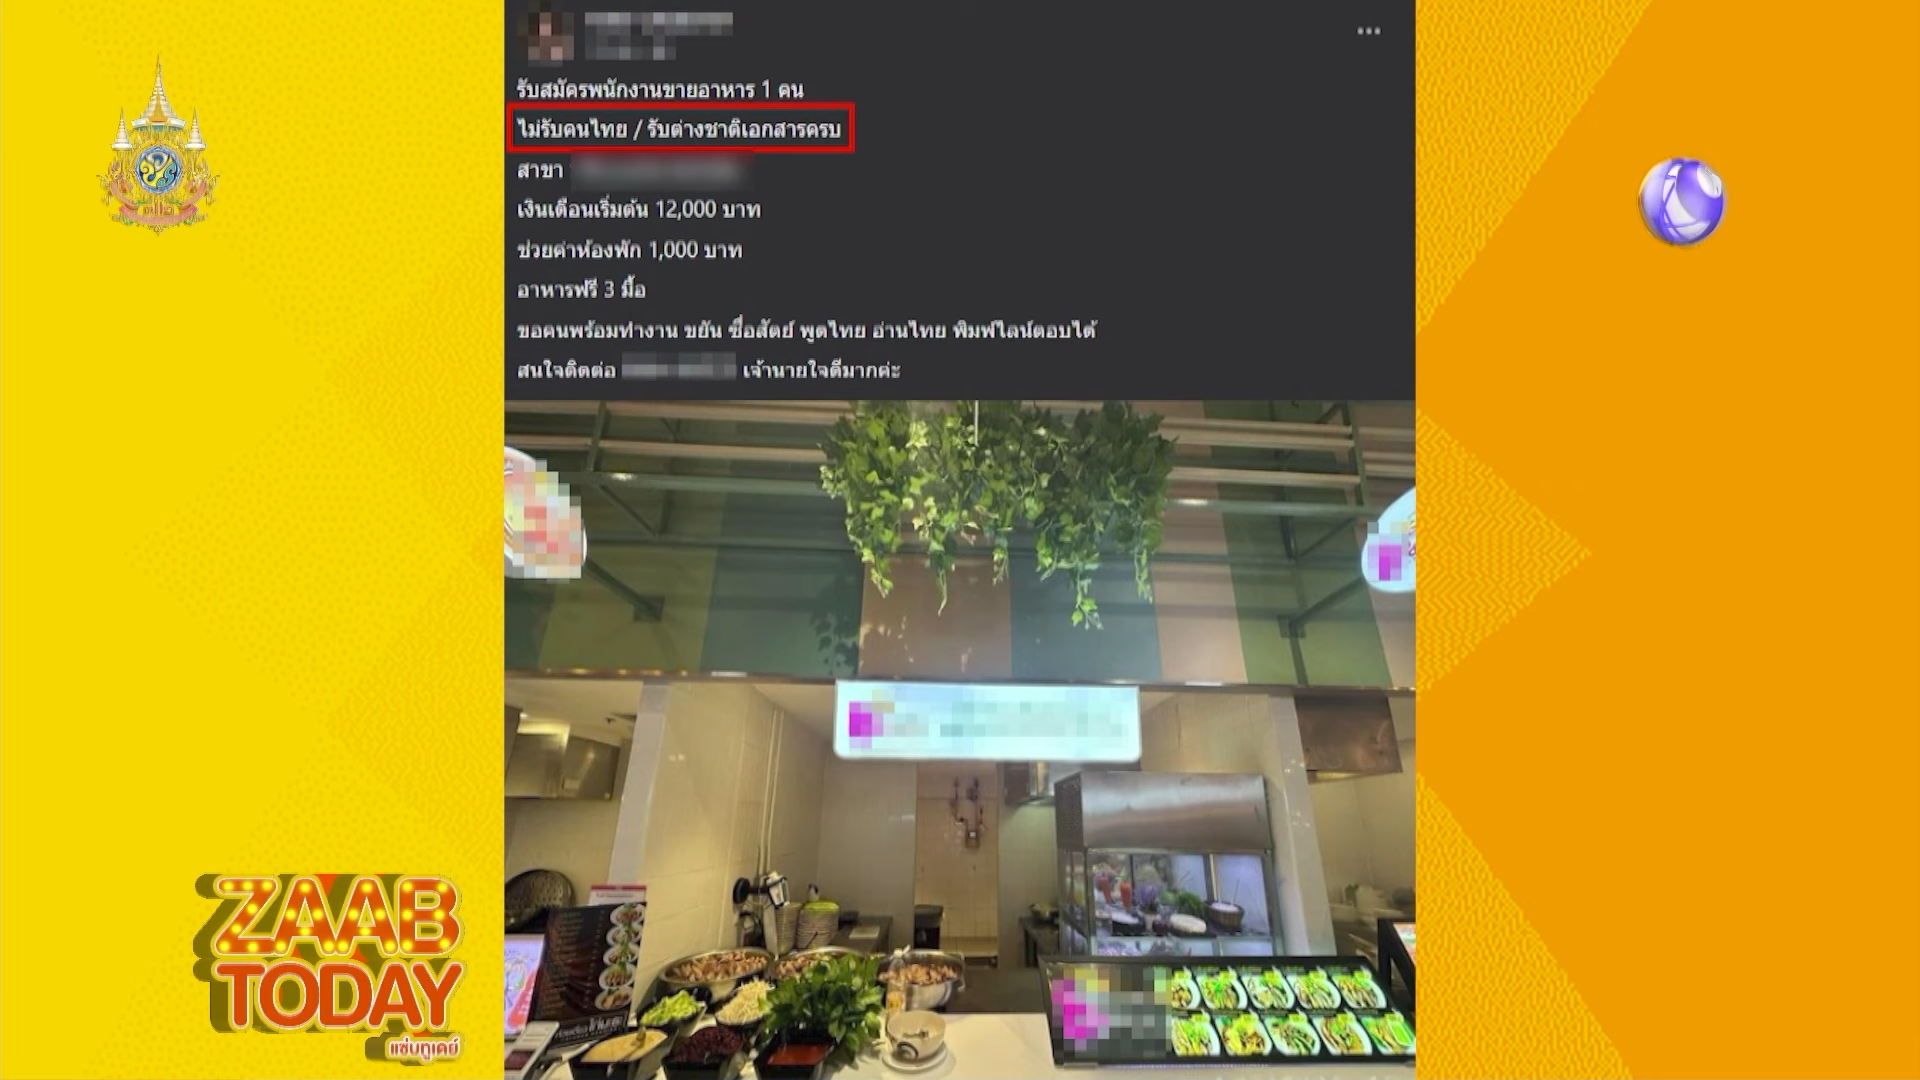 รับสมัครพนักงานขายอาหาร 1 คน
ไม่รับคนไทย / รับต่างชาติเอกสารครบ
สาขา
เงินเดือนเริ่มต้น 12,000 บาท
ช่วยค่าห้องพัก 1,000 บาท
อาหารฟรี 3 มื้อ
ขอคนพร้อมทำงาน ขยัน ซื่อสัตย์ พูดไทย อ่านไทย พิมพ์ไลน์ตอบได้
สนใจติดต่อ เจ้านายใจดีมากค่ะ
ZAAB
TODAY
แซ่บทูเดย์